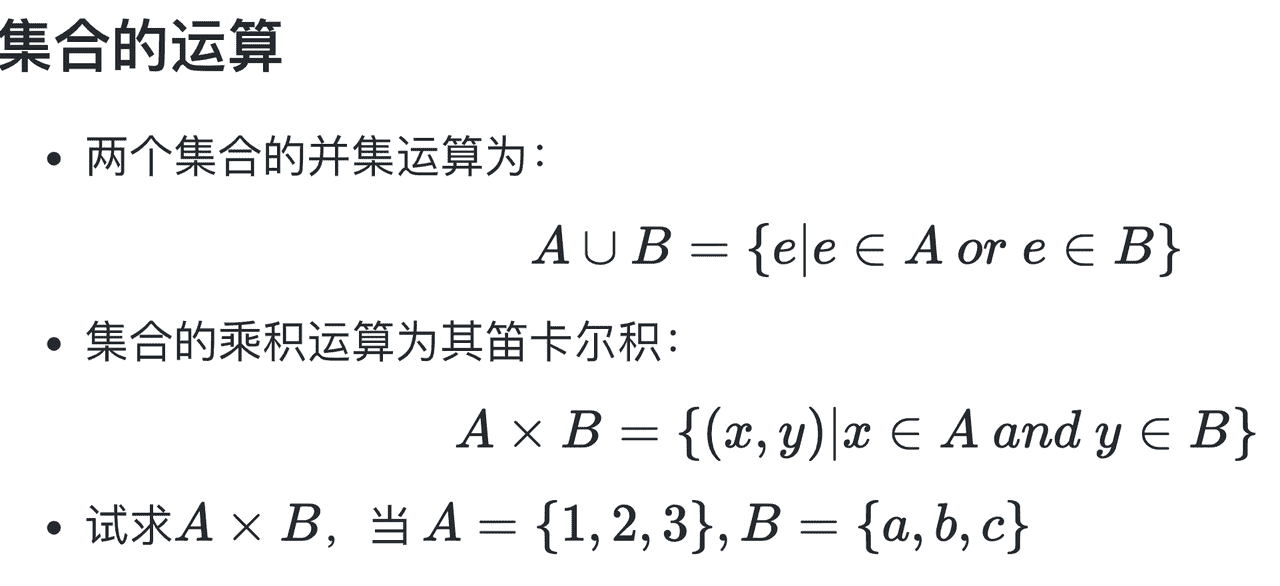 集合的运算
• 两个集合的并集运算为：
A ∪ B = {e|e ∈ A or e ∈ B}
• 集合的乘积运算为其笛卡尔积：
A × B = {(x, y)|x ∈ A and y ∈ B}
• 试求A × B，当 A = {1, 2, 3}, B = {a, b, c}